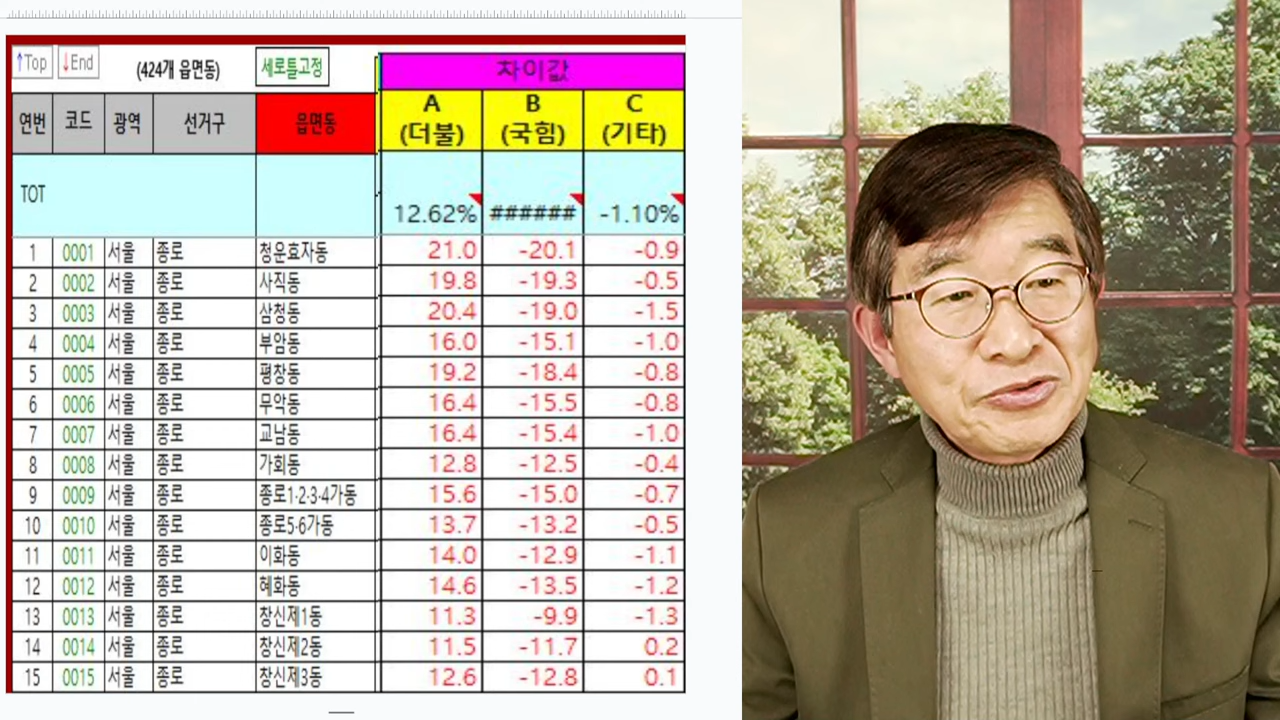 ↑Top ↓End (424개 읍면동) 세로틀고정 차이값
연번 코드 광역 선거구 읍면동 A (더불) B (국힘) C (기타)
TOT 12.62% ###### -1.10%
1 0001 서울 종로 청운효자동 21.0 -20.1 -0.9
2 0002 서울 종로 사직동 19.8 -19.3 -0.5
3 0003 서울 종로 삼청동 20.4 -19.0 -1.5
4 0004 서울 종로 부암동 16.0 -15.1 -1.0
5 0005 서울 종로 평창동 19.2 -18.4 -0.8
6 0006 서울 종로 무악동 16.4 -15.5 -0.8
7 0007 서울 종로 교남동 16.4 -15.4 -1.0
8 0008 서울 종로 가회동 12.8 -12.5 -0.4
9 0009 서울 종로 종로1·2·3·4가동 15.6 -15.0 -0.7
10 0010 서울 종로 종로5·6가동 13.7 -13.2 -0.5
11 0011 서울 종로 이화동 14.0 -12.9 -1.1
12 0012 서울 종로 혜화동 14.6 -13.5 -1.2
13 0013 서울 종로 창신제1동 11.3 -9.9 -1.3
14 0014 서울 종로 창신제2동 11.5 -11.7 0.2
15 0015 서울 종로 창신제3동 12.6 -12.8 0.1